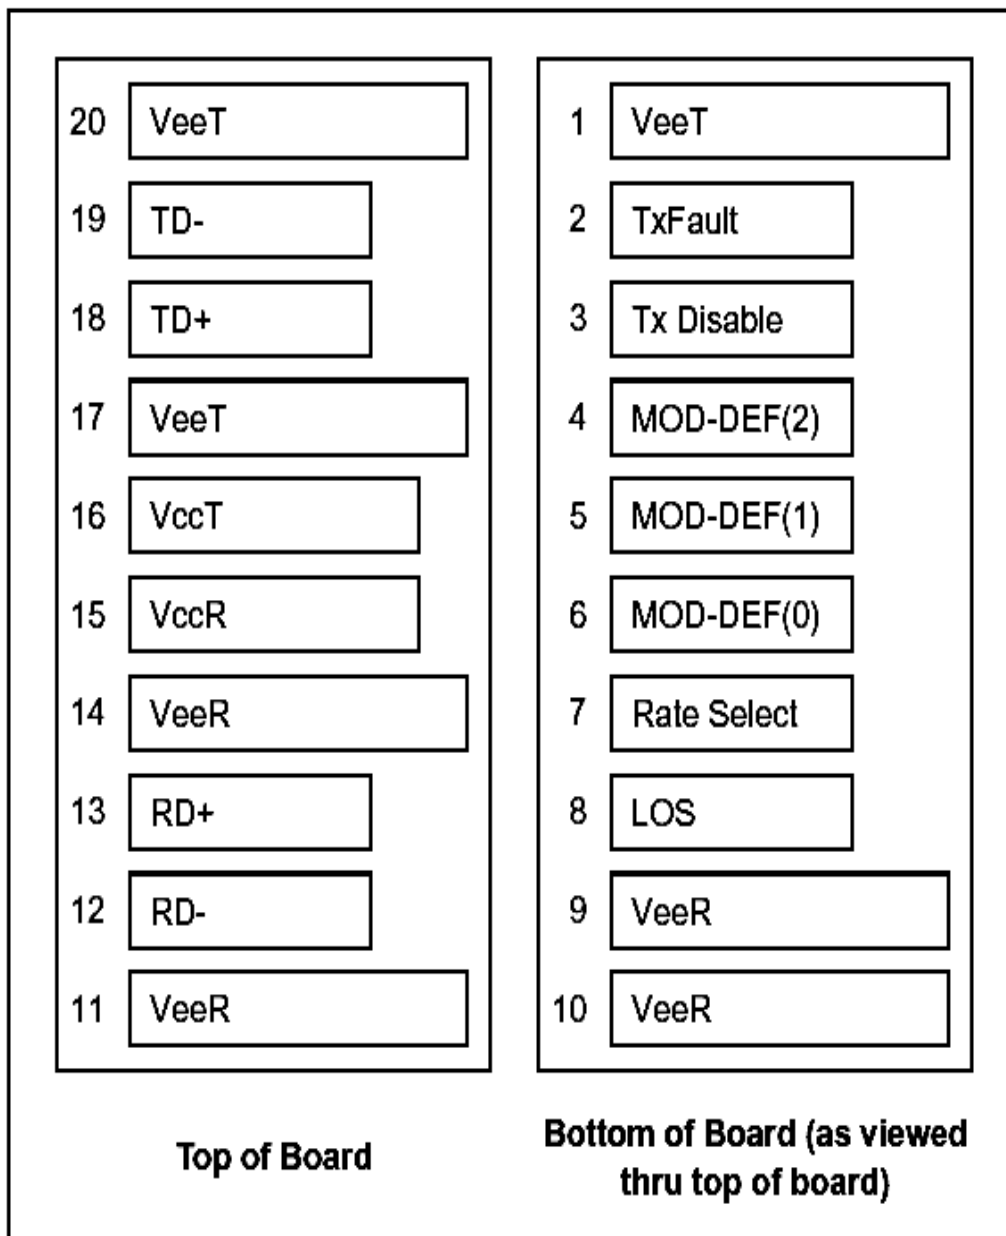 20 VeeT
19 TD-
18 TD+
17 VeeT
16 VccT
15 VccR
14 VeeR
13 RD+
12 RD-
11 VeeR
Top of Board
1 VeeT
2 TxFault
3 Tx Disable
4 MOD-DEF(2)
5 MOD-DEF(1)
6 MOD-DEF(0)
7 Rate Select
8 LOS
9 VeeR
10 VeeR
Bottom of Board (as viewed
thru top of board)